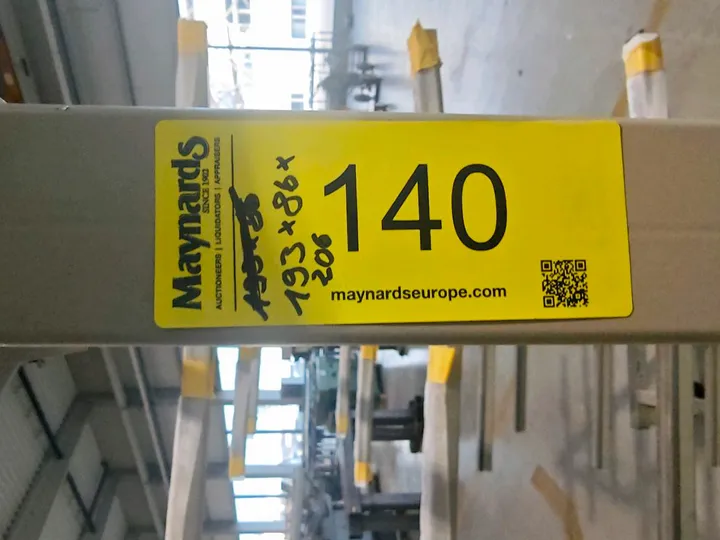 Maynards
SINCE 1902
AUCTIONEERS | LIQUIDATORS | APPRAISERS
193×86×
206
140
maynardseurope.com